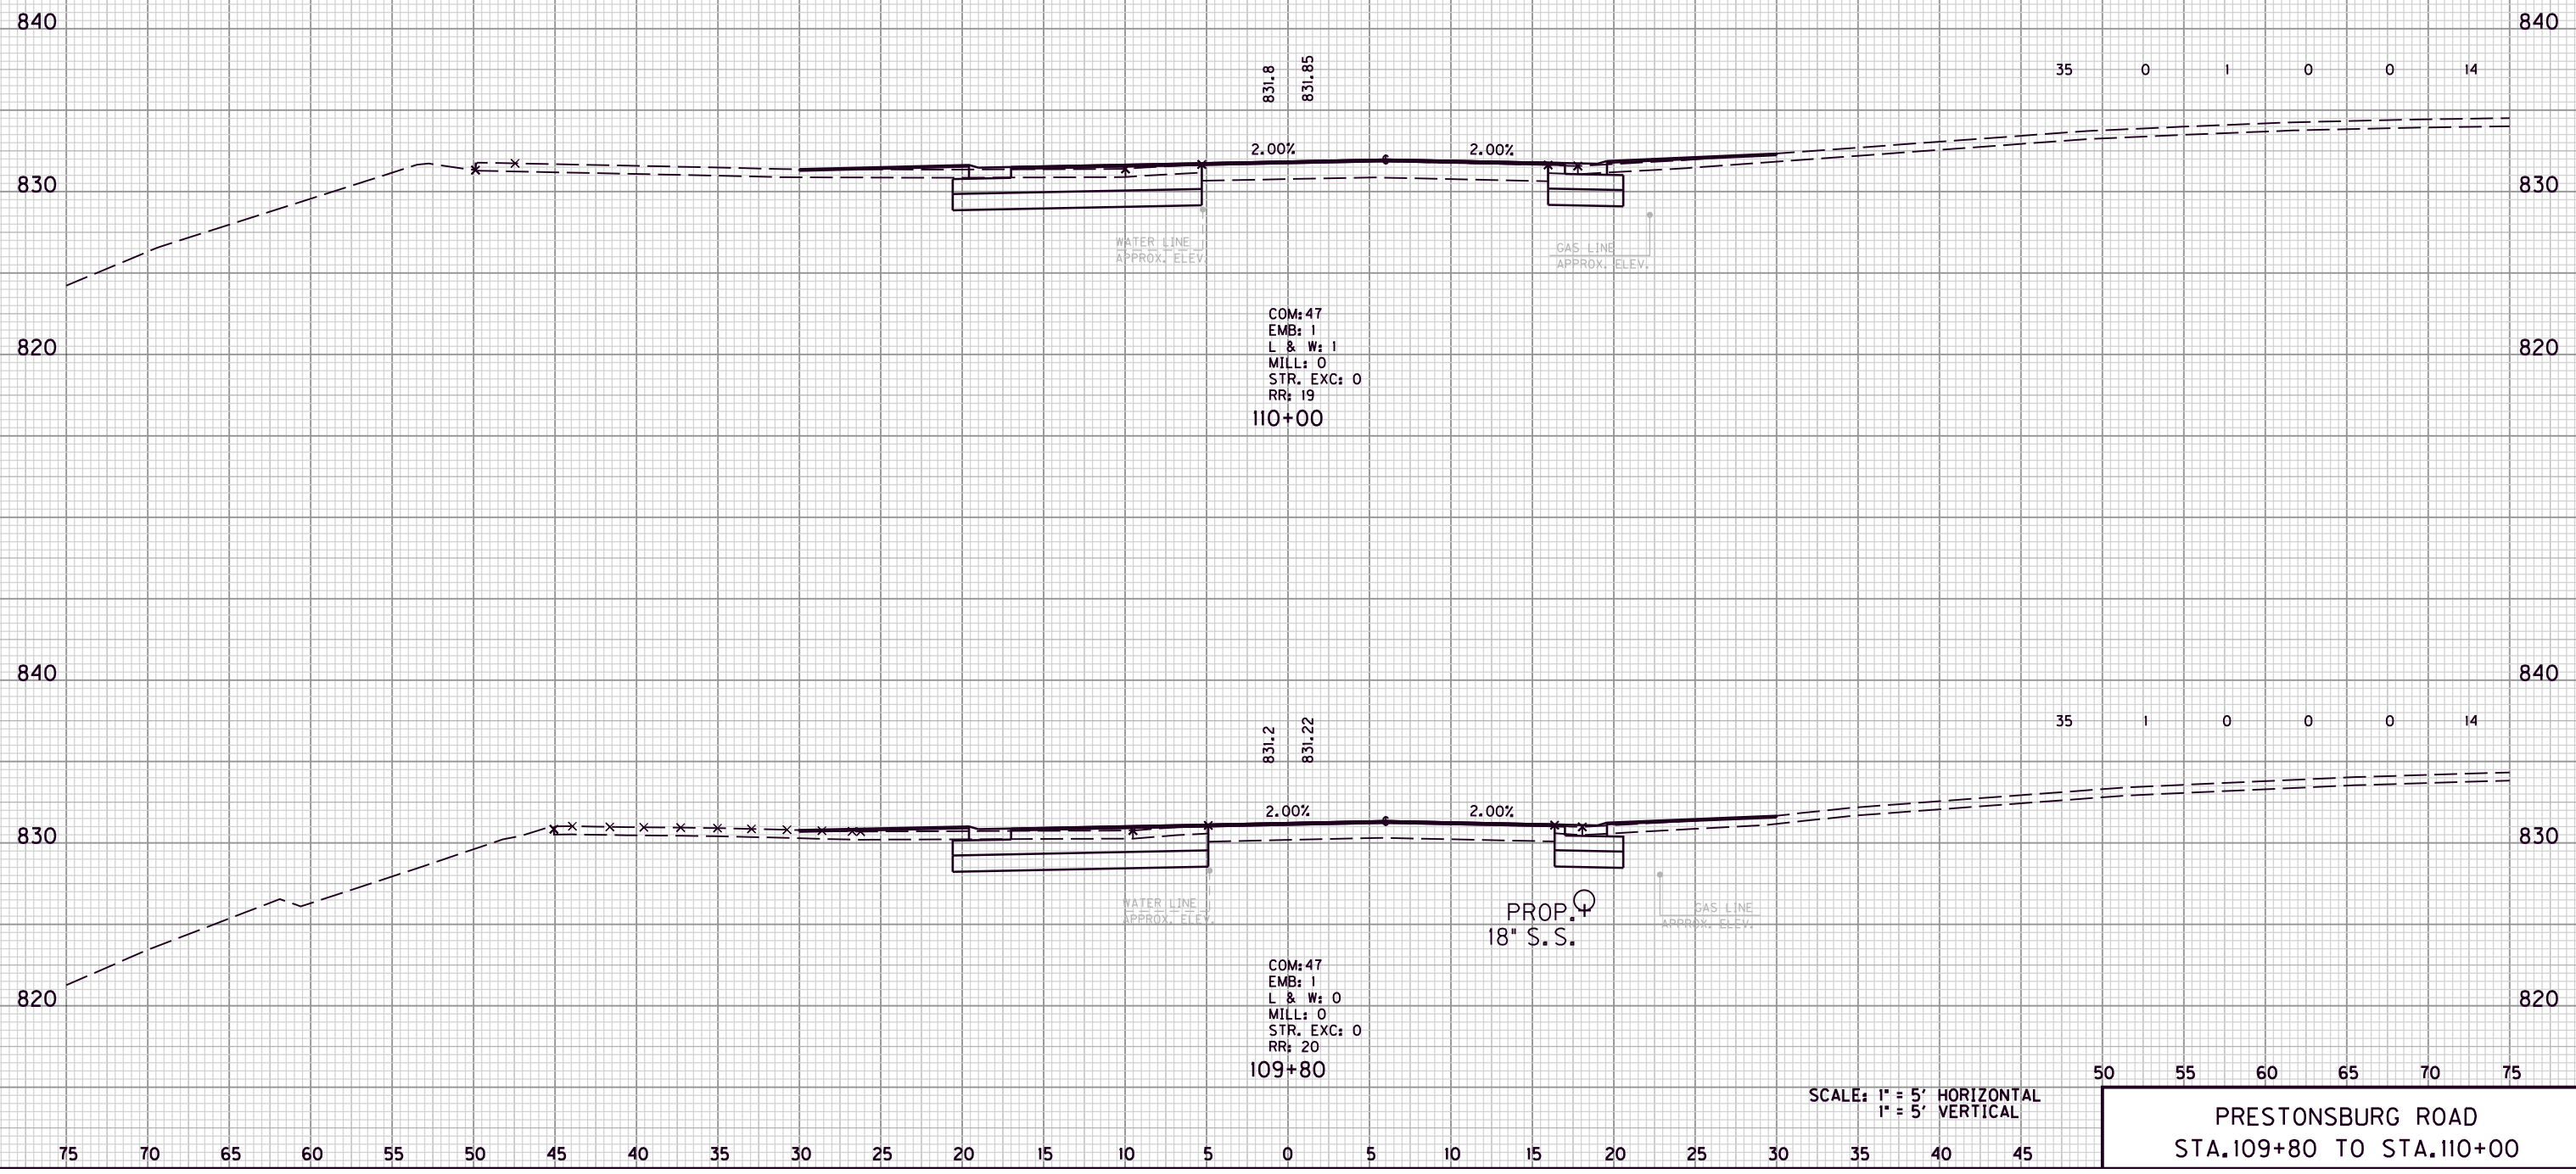 840 840
831.8 831.85
35 0 1 0 0 14
2.00% 2.00%
830 830
WATER LINE
APPROX. ELEV.
GAS LINE
APPROX. ELEV.
COM:47
EMB: 1
L & W: 1
MILL: 0
STR. EXC: 0
RR: 19
110+00
820 820
840 840
831.2 831.22
35 1 0 0 0 14
2.00% 2.00%
830 830
WATER LINE
APPROX. ELEV.
PROP.
18" S.S.
GAS LINE
APPROX. ELEV.
COM:47
EMB: 1
L & W: 0
MILL: 0
STR. EXC: 0
RR: 20
109+80
820 820
50 55 60 65 70 75
SCALE: 1" = 5' HORIZONTAL
1" = 5' VERTICAL
PRESTONSBURG ROAD
STA.109+80 TO STA.110+00
75 70 65 60 55 50 45 40 35 30 25 20 15 10 5 0 5 10 15 20 25 30 35 40 45